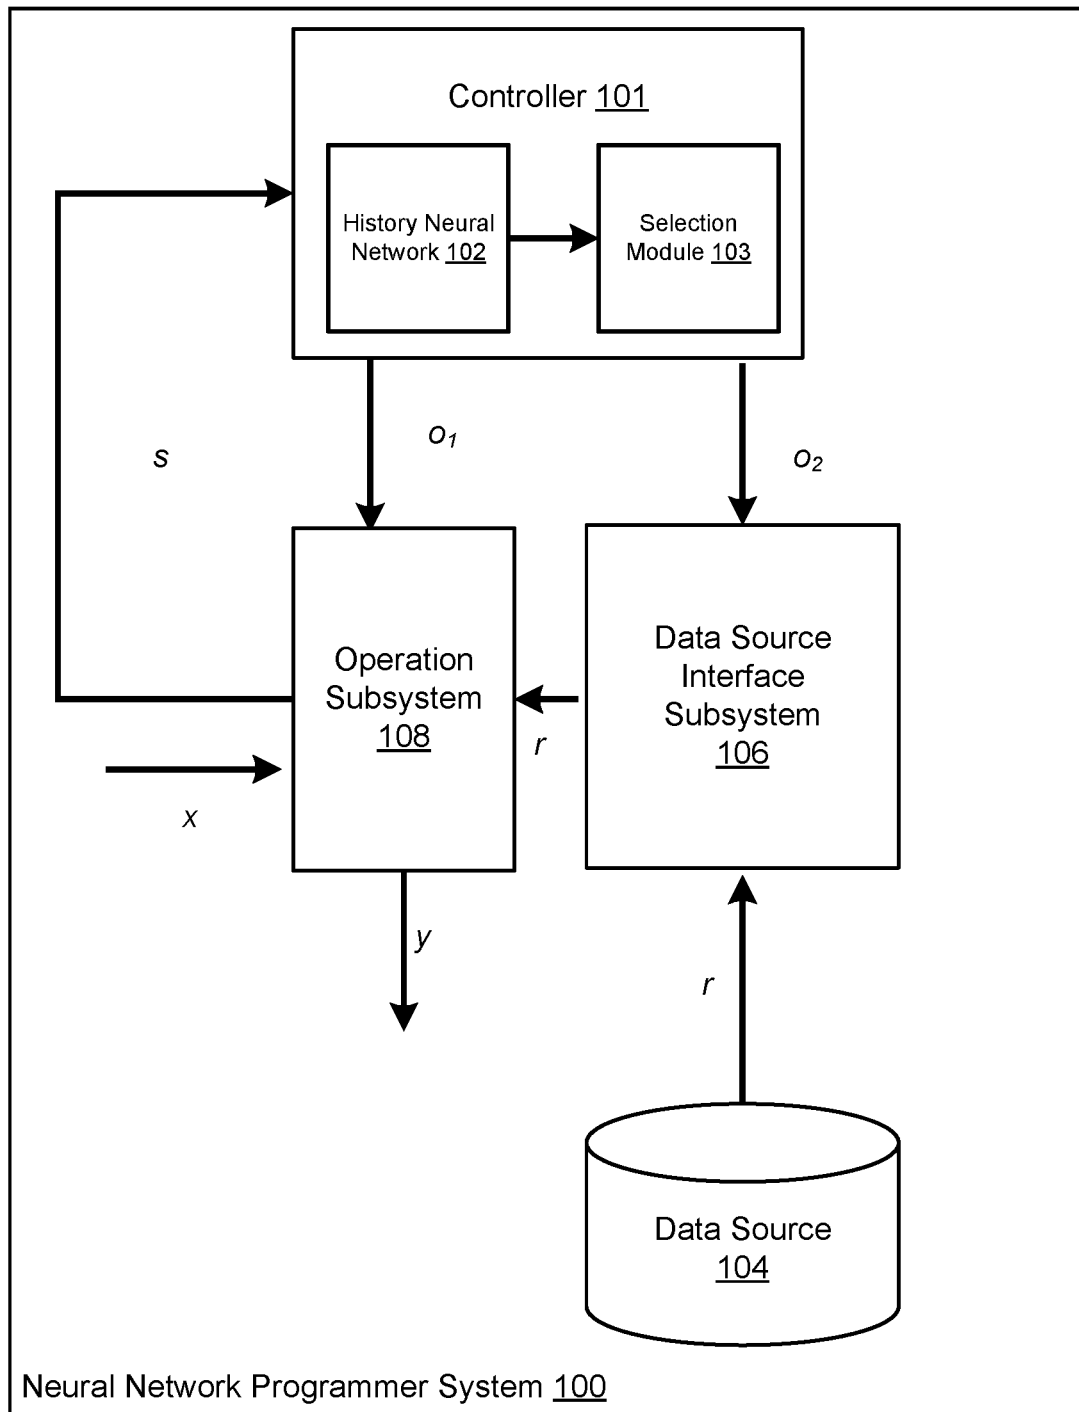 Controller 101
History Neural
Network 102
Selection
Module 103
s
o1
o2
Operation
Subsystem
108
Data Source
Interface
Subsystem
106
r
x
y
r
Data Source
104
Neural Network Programmer System 100